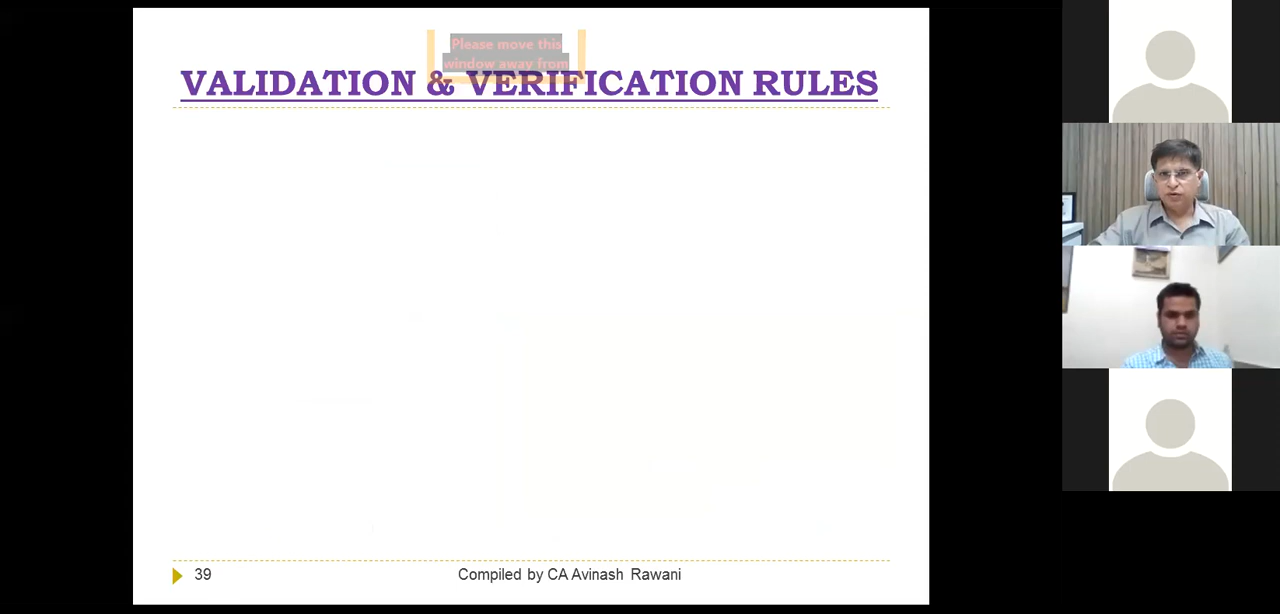 Please move this
window away from
VALIDATION & VERIFICATION RULES
39
Compiled by CA Avinash Rawani